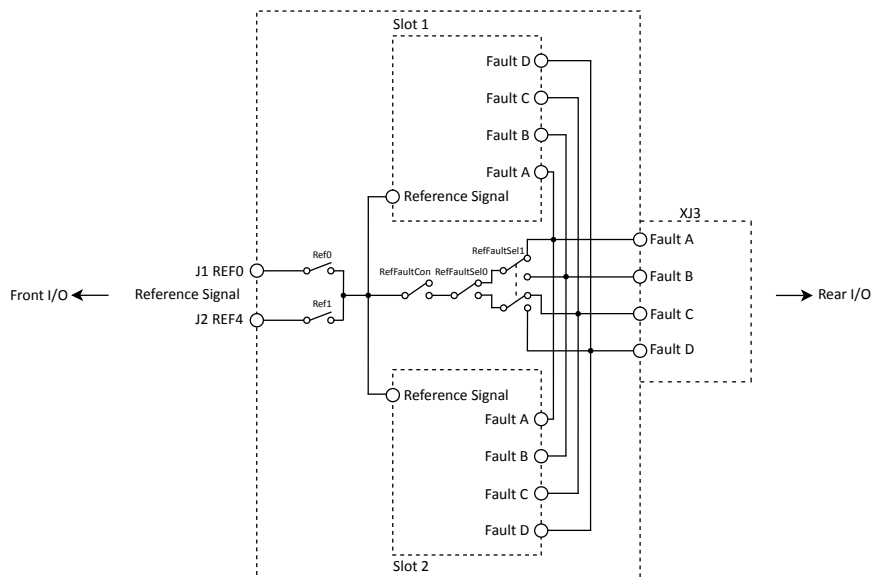 Slot 1
Fault D
Fault C
Fault B
Fault A
Reference Signal
XJ3
Ref0
RefFaultCon
RefFaultSel0
RefFaultSel1
Fault A
J1 REF0
Fault B
Front I/O
Reference Signal
Rear I/O
Ref1
Fault C
J2 REF4
Fault D
Reference Signal
Fault A
Fault B
Fault C
Fault D
Slot 2